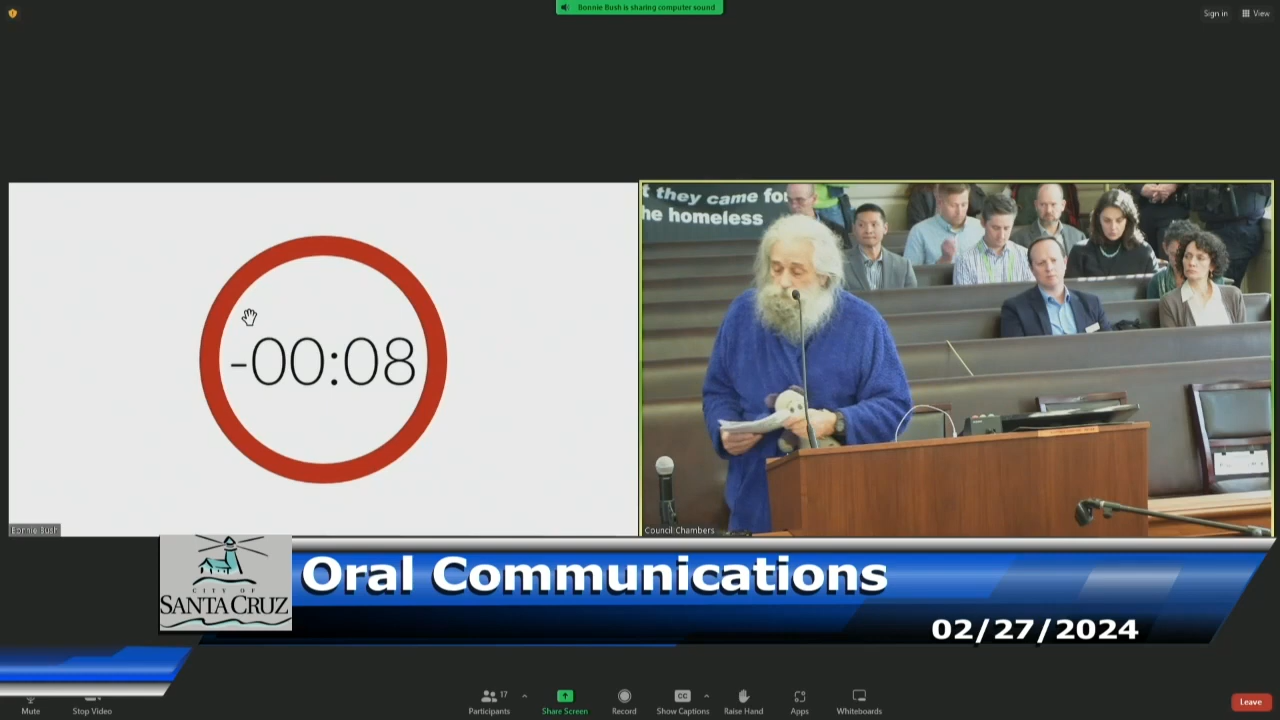 Bonnie Bush is sharing computer sound
Sign in
View
-00:08
t they came fo
he homeless
Bonnie Bush
Council Chambers
CITY OF
SANTA CRUZ
Oral Communications
02/27/2024
Mute
Stop Video
Participants
17
Share Screen
CC
Show Captions
Record
Raise Hand
Apps
Whiteboards
Leave